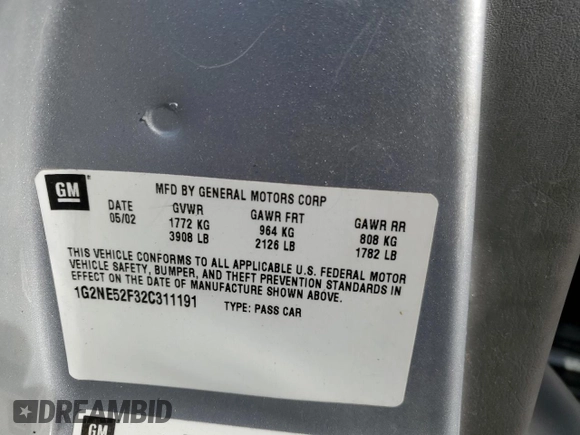 GM
MFD BY GENERAL MOTORS CORP
DATE GVWR GAWR FRT GAWR RR
05/02 1772 KG 964 KG 808 KG
3908 LB 2126 LB 1782 LB
THIS VEHICLE CONFORMS TO ALL APPLICABLE U.S. FEDERAL MOTOR
VEHICLE SAFETY, BUMPER, AND THEFT PREVENTION STANDARDS IN
EFFECT ON THE DATE OF MANUFACTURE SHOWN ABOVE.
1G2NE52F32C311191 TYPE: PASS CAR
GM
DREAMBID